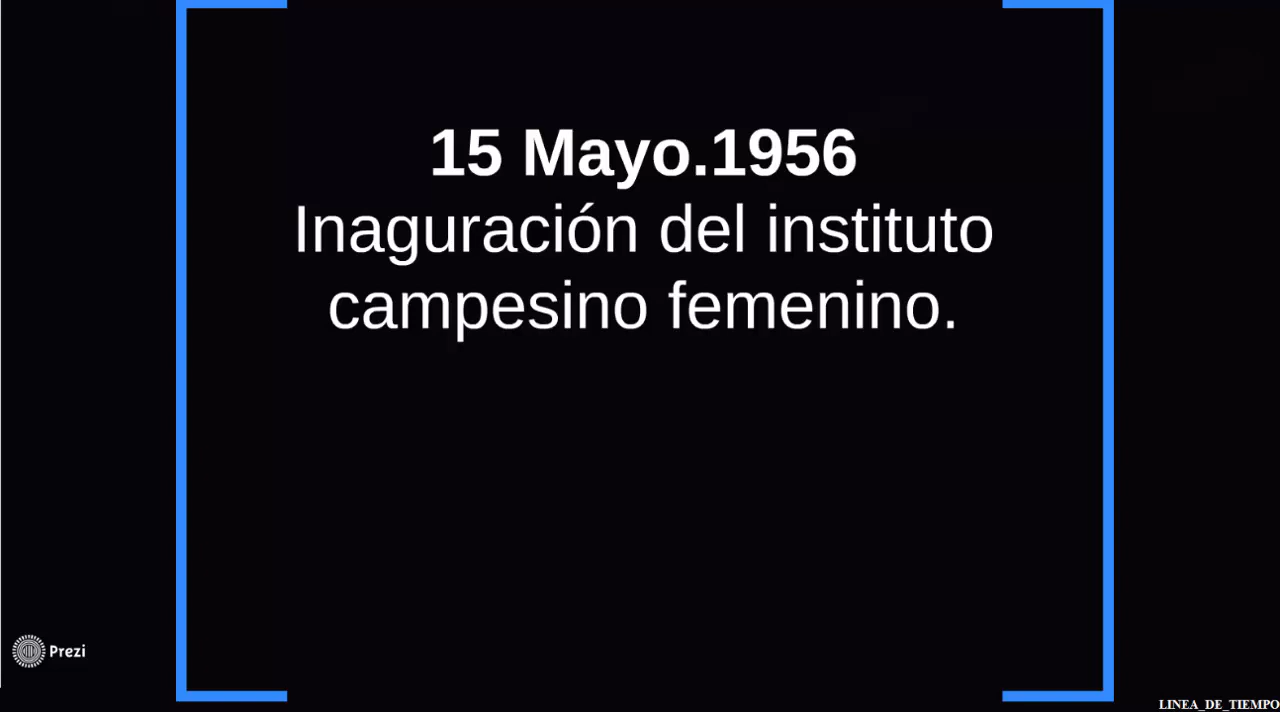 15 Mayo.1956
Inaguración del instituto
campesino femenino.
Prezi
LINEA_DE_TIEMPO